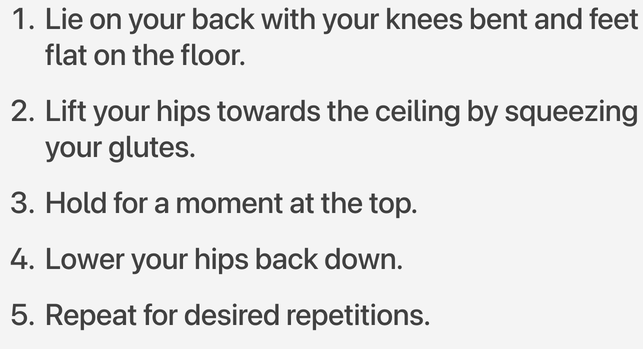 1. Lie on your back with your knees bent and feet
flat on the floor.
2. Lift your hips towards the ceiling by squeezing
your glutes.
3. Hold for a moment at the top.
4. Lower your hips back down.
5. Repeat for desired repetitions.